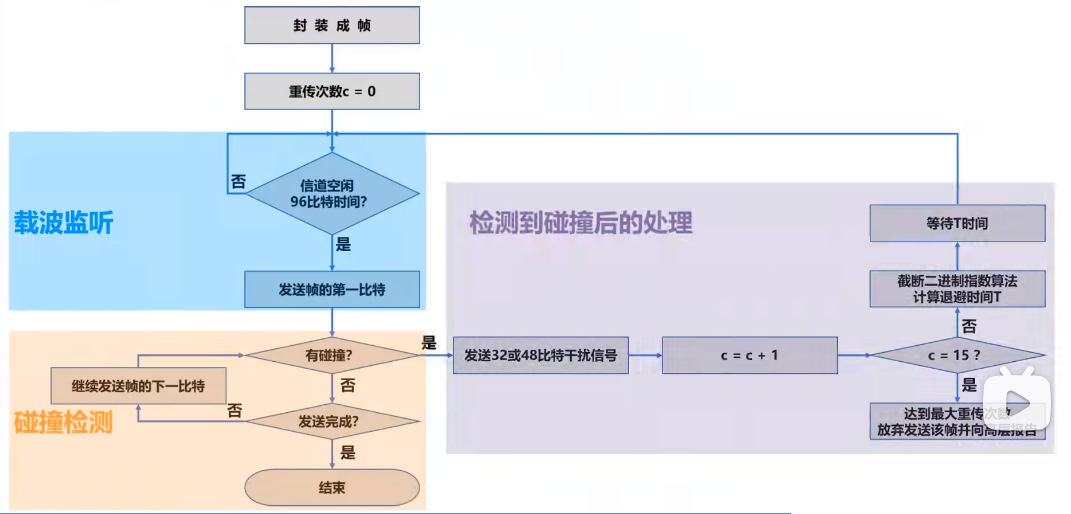 封装成帧
重传次数c = 0
否
信道空闲
96比特时间?
载波监听
是
发送帧的第一比特
检测到碰撞后的处理
等待T时间
截断二进制指数算法
计算退避时间T
否
有碰撞?
是
发送32或48比特干扰信号
c = c + 1
c = 15 ?
继续发送帧的下一比特
否
否
碰撞检测
发送完成?
是
达到最大重传次数
放弃发送该帧并向高层报告
是
结束